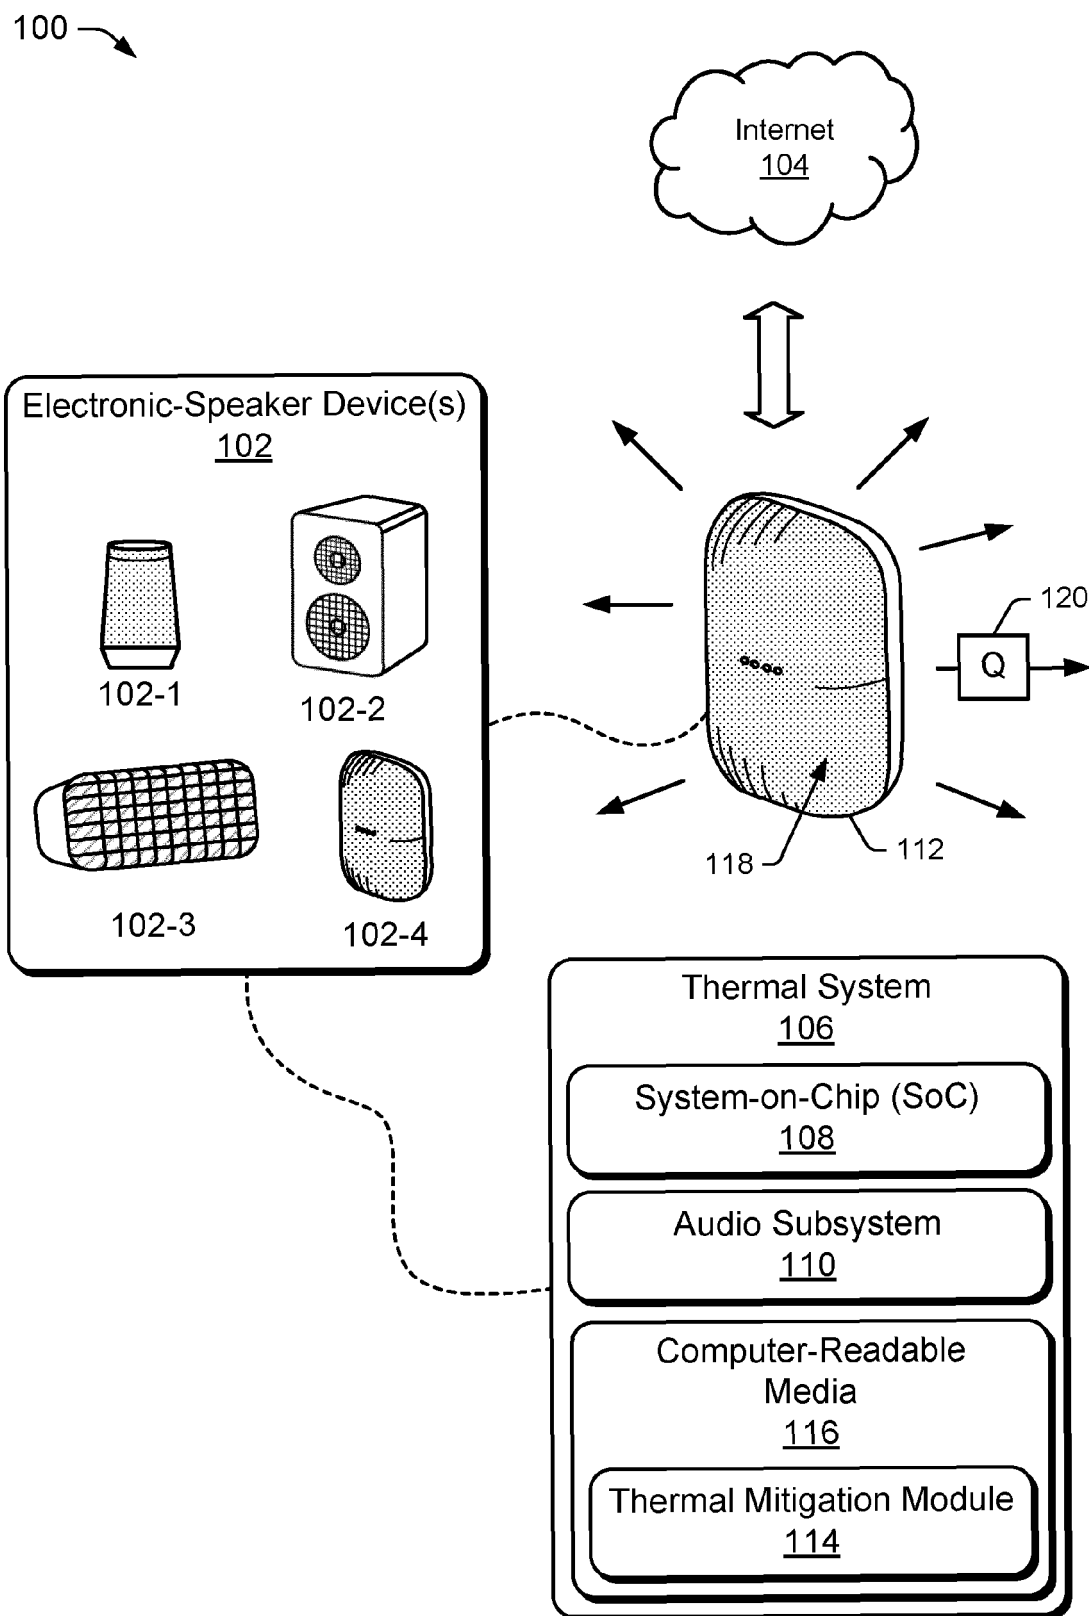 100
Internet
104
Electronic-Speaker Device(s)
102
102-1
102-2
102-3
102-4
120
Q
118
112
Thermal System
106
System-on-Chip (SoC)
108
Audio Subsystem
110
Computer-Readable
Media
116
Thermal Mitigation Module
114